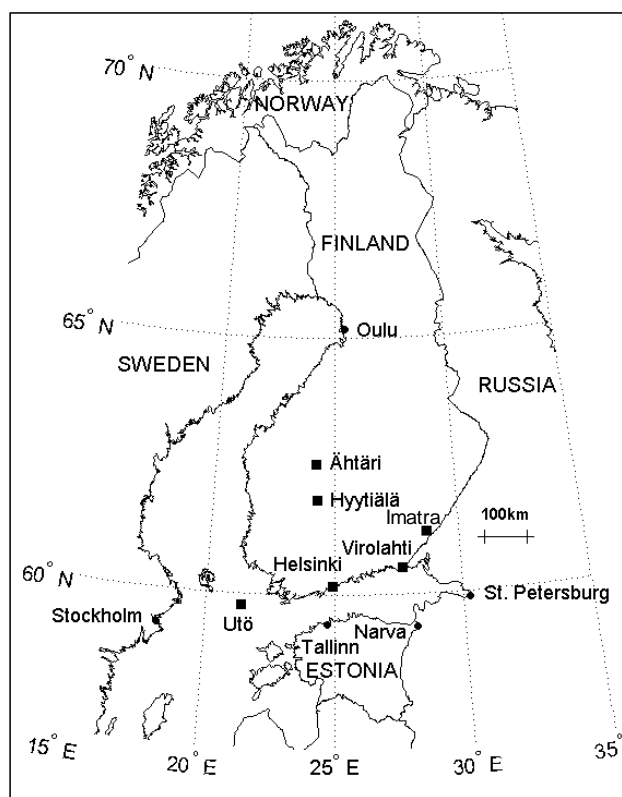 70° N
NORWAY
FINLAND
65° N
Oulu
SWEDEN
RUSSIA
Ähtäri
Hyytiälä
Imatra
100km
Virolahti
Helsinki
60° N
St. Petersburg
Stockholm
Utö
Narva
Tallinn
ESTONIA
15° E
20° E
25° E
30° E
35° E